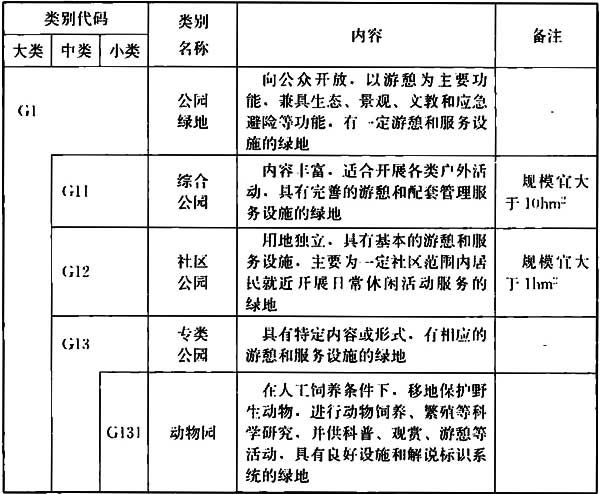 类别代码
类别
名称
内容
备注
大类
中类
小类
G1
公园
绿地
向公众开放，以游憩为主要功
能，兼具生态、景观、文教和应急
避险等功能，有一定游憩和服务设
施的绿地
-
G11
综合
公园
内容丰富，适合开展各类户外活
动，具有完善的游憩和配套管理服
务设施的绿地
规模宜大
于10hm²
G12
社区
公园
用地独立，具有基本的游憩和服
务设施，主要为一定社区范围内居
民就近开展日常休闲活动服务的
绿地
规模宜大
于1hm²
G13
专类
公园
具有特定内容或形式，有相应的
游憩和服务设施的绿地
-
G131
动物园
在人工饲养条件下，移地保护野
生动物，进行动物饲养、繁殖等科
学研究，并供科普、观赏、游憩等
活动，具有良好设施和解说标识系
统的绿地